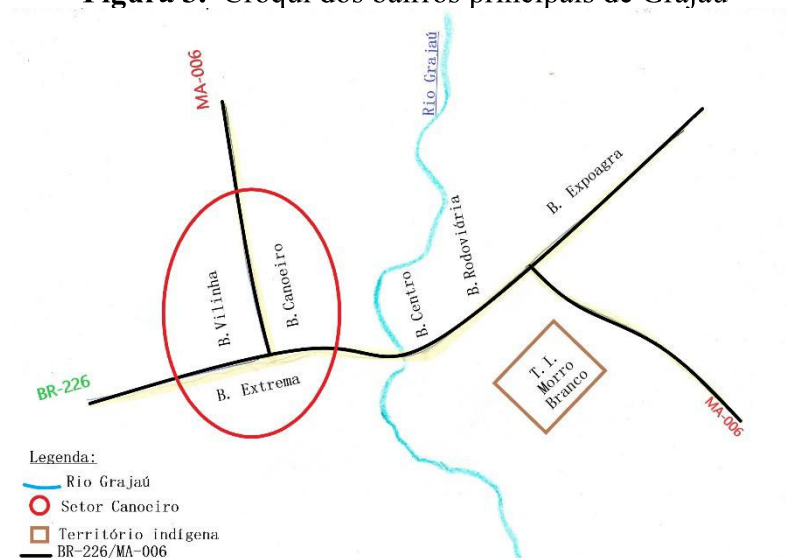 Figura 3: Croqui dos bairros principais de Grajaú
MA-006
Rio Grajaú
B. Expoagra
B. Rodoviária
B. Centro
B. Canoeiro
B. Vilinha
BR-226
B. Extrema
T. I.
Morro
Branco
MA-006
Legenda:
Rio Grajaú
Setor Canoeiro
Território indígena
BR-226/MA-006